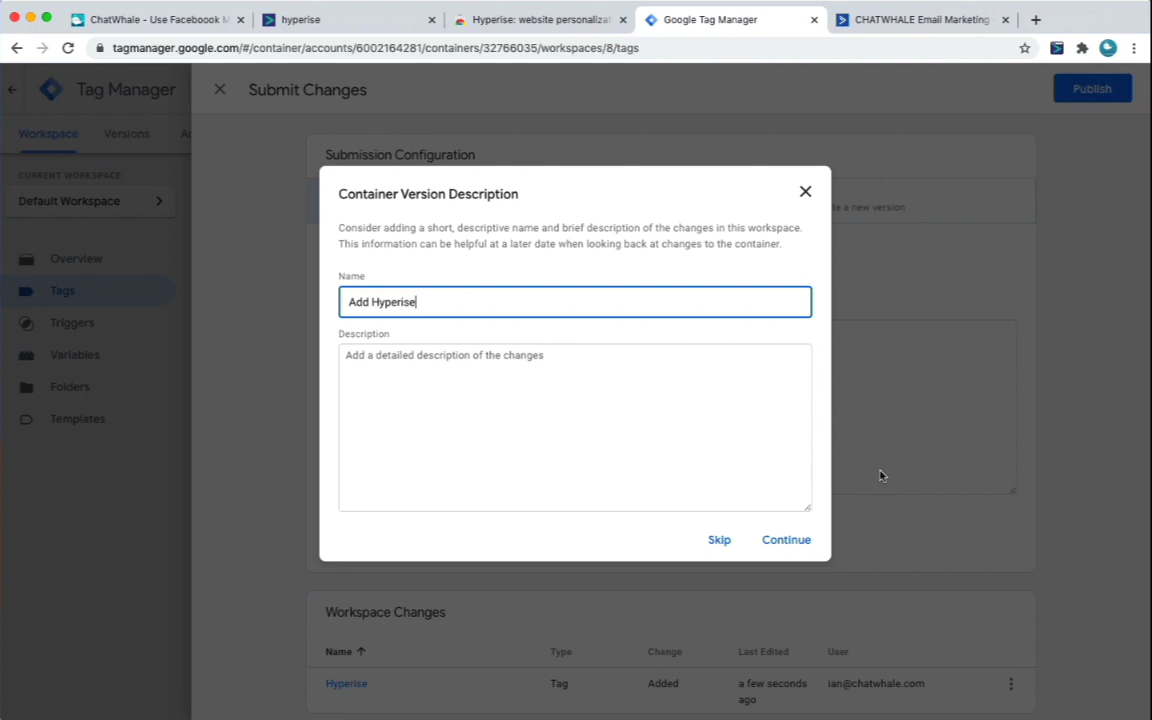 ChatWhale - Use Faceboook M
hyperise
Hyperise: website personalizat
Google Tag Manager
CHATWHALE Email Marketing
tagmanager.google.com/#/container/accounts/6002164281/containers/32766035/workspaces/8/tags
Tag Manager
Submit Changes
Publish
Workspace
Versions
Submission Configuration
CURRENT WORKSPACE
Default Workspace
te a new version
Overview
Tags
Triggers
Variables
Folders
Templates
Container Version Description
Consider adding a short, descriptive name and brief description of the changes in this workspace.
This information can be helpful at a later date when looking back at changes to the container.
Name
Add Hyperise
Description
Add a detailed description of the changes
Skip
Continue
Workspace Changes
Name
Type
Change
Last Edited
User
Hyperise
Tag
Added
a few seconds
ago
ian@chatwhale.com